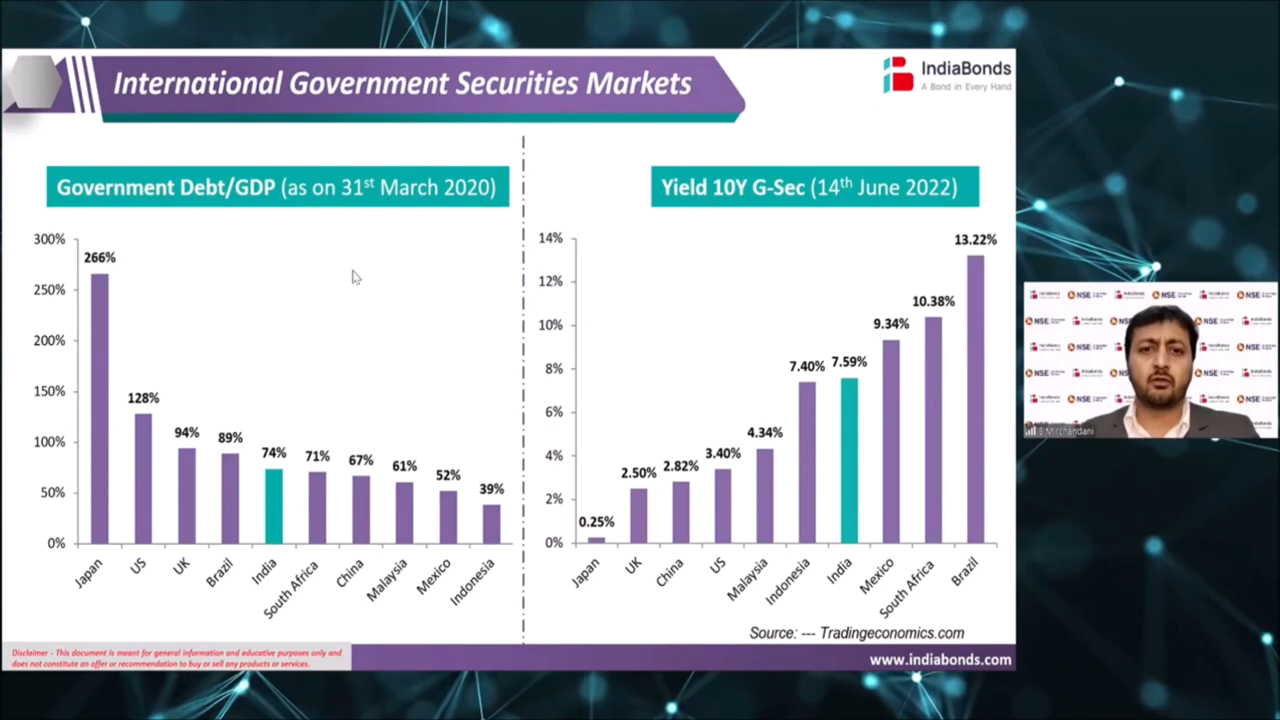 International Government Securities Markets
IndiaBonds
A Bond in Every Hand
Government Debt/GDP (as on 31st March 2020)
300%
250%
200%
150%
100%
50%
0%
266%
128%
94%
89%
74%
71%
67%
61%
52%
39%
Japan
US
UK
Brazil
India
South Africa
China
Malaysia
Mexico
Indonesia
Yield 10Y G-Sec (14th June 2022)
14%
12%
10%
8%
6%
4%
2%
0%
0.25%
2.50%
2.82%
3.40%
4.34%
7.40%
7.59%
9.34%
10.38%
13.22%
Japan
UK
China
US
Malaysia
Indonesia
India
Mexico
South Africa
Brazil
Source: --- Tradingeconomics.com
Disclaimer - This document is meant for general information and educative purposes only and
does not constitute an offer or recommendation to buy or sell any products or services.
www.indiabonds.com
IndiaBonds
NSE
Mirchandani